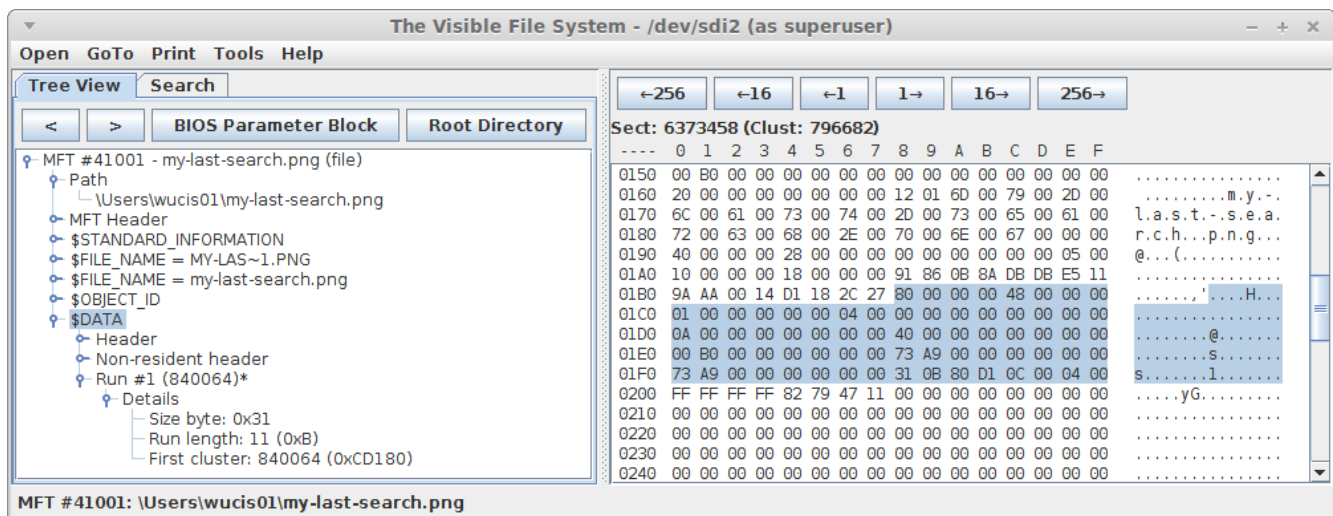 The Visible File System - /dev/sdi2 (as superuser)
Open GoTo Print Tools Help
Tree View Search
< > BIOS Parameter Block Root Directory
MFT #41001 - my-last-search.png (file)
Path
\Users\wucis01\my-last-search.png
MFT Header
$STANDARD_INFORMATION
$FILE_NAME = MY-LAS~1.PNG
$FILE_NAME = my-last-search.png
$OBJECT_ID
$DATA
Header
Non-resident header
Run #1 (840064)*
Details
Size byte: 0x31
Run length: 11 (0xB)
First cluster: 840064 (0xCD180)
←256 ←16 ←1 1→ 16→ 256→
Sect: 6373458 (Clust: 796682)
---- 0 1 2 3 4 5 6 7 8 9 A B C D E F
0150 00 B0 00 00 00 00 00 00 00 00 00 00 00 00 00 00 ................
0160 20 00 00 00 00 00 00 00 12 01 6D 00 79 00 2D 00 .........m.y.-.
0170 6C 00 61 00 73 00 74 00 2D 00 73 00 65 00 61 00 l.a.s.t.-.s.e.a.
0180 72 00 63 00 68 00 2E 00 70 00 6E 00 67 00 00 00 r.c.h...p.n.g...
0190 40 00 00 00 28 00 00 00 00 00 00 00 00 00 05 00 @...(...........
01A0 10 00 00 00 18 00 00 00 91 86 0B 8A DB DB E5 11 ................
01B0 9A AA 00 14 D1 18 2C 27 80 00 00 00 48 00 00 00 ......,'....H...
01C0 01 00 00 00 00 00 04 00 00 00 00 00 00 00 00 00 ................
01D0 0A 00 00 00 00 00 00 00 40 00 00 00 00 00 00 00 ........@.......
01E0 00 B0 00 00 00 00 00 00 73 A9 00 00 00 00 00 00 ........s.......
01F0 73 A9 00 00 00 00 00 00 31 0B 80 D1 0C 00 04 00 s.......1.......
0200 FF FF FF FF 82 79 47 11 00 00 00 00 00 00 00 00 .....yG.........
0210 00 00 00 00 00 00 00 00 00 00 00 00 00 00 00 00 ................
0220 00 00 00 00 00 00 00 00 00 00 00 00 00 00 00 00 ................
0230 00 00 00 00 00 00 00 00 00 00 00 00 00 00 00 00 ................
0240 00 00 00 00 00 00 00 00 00 00 00 00 00 00 00 00 ................
MFT #41001: \Users\wucis01\my-last-search.png